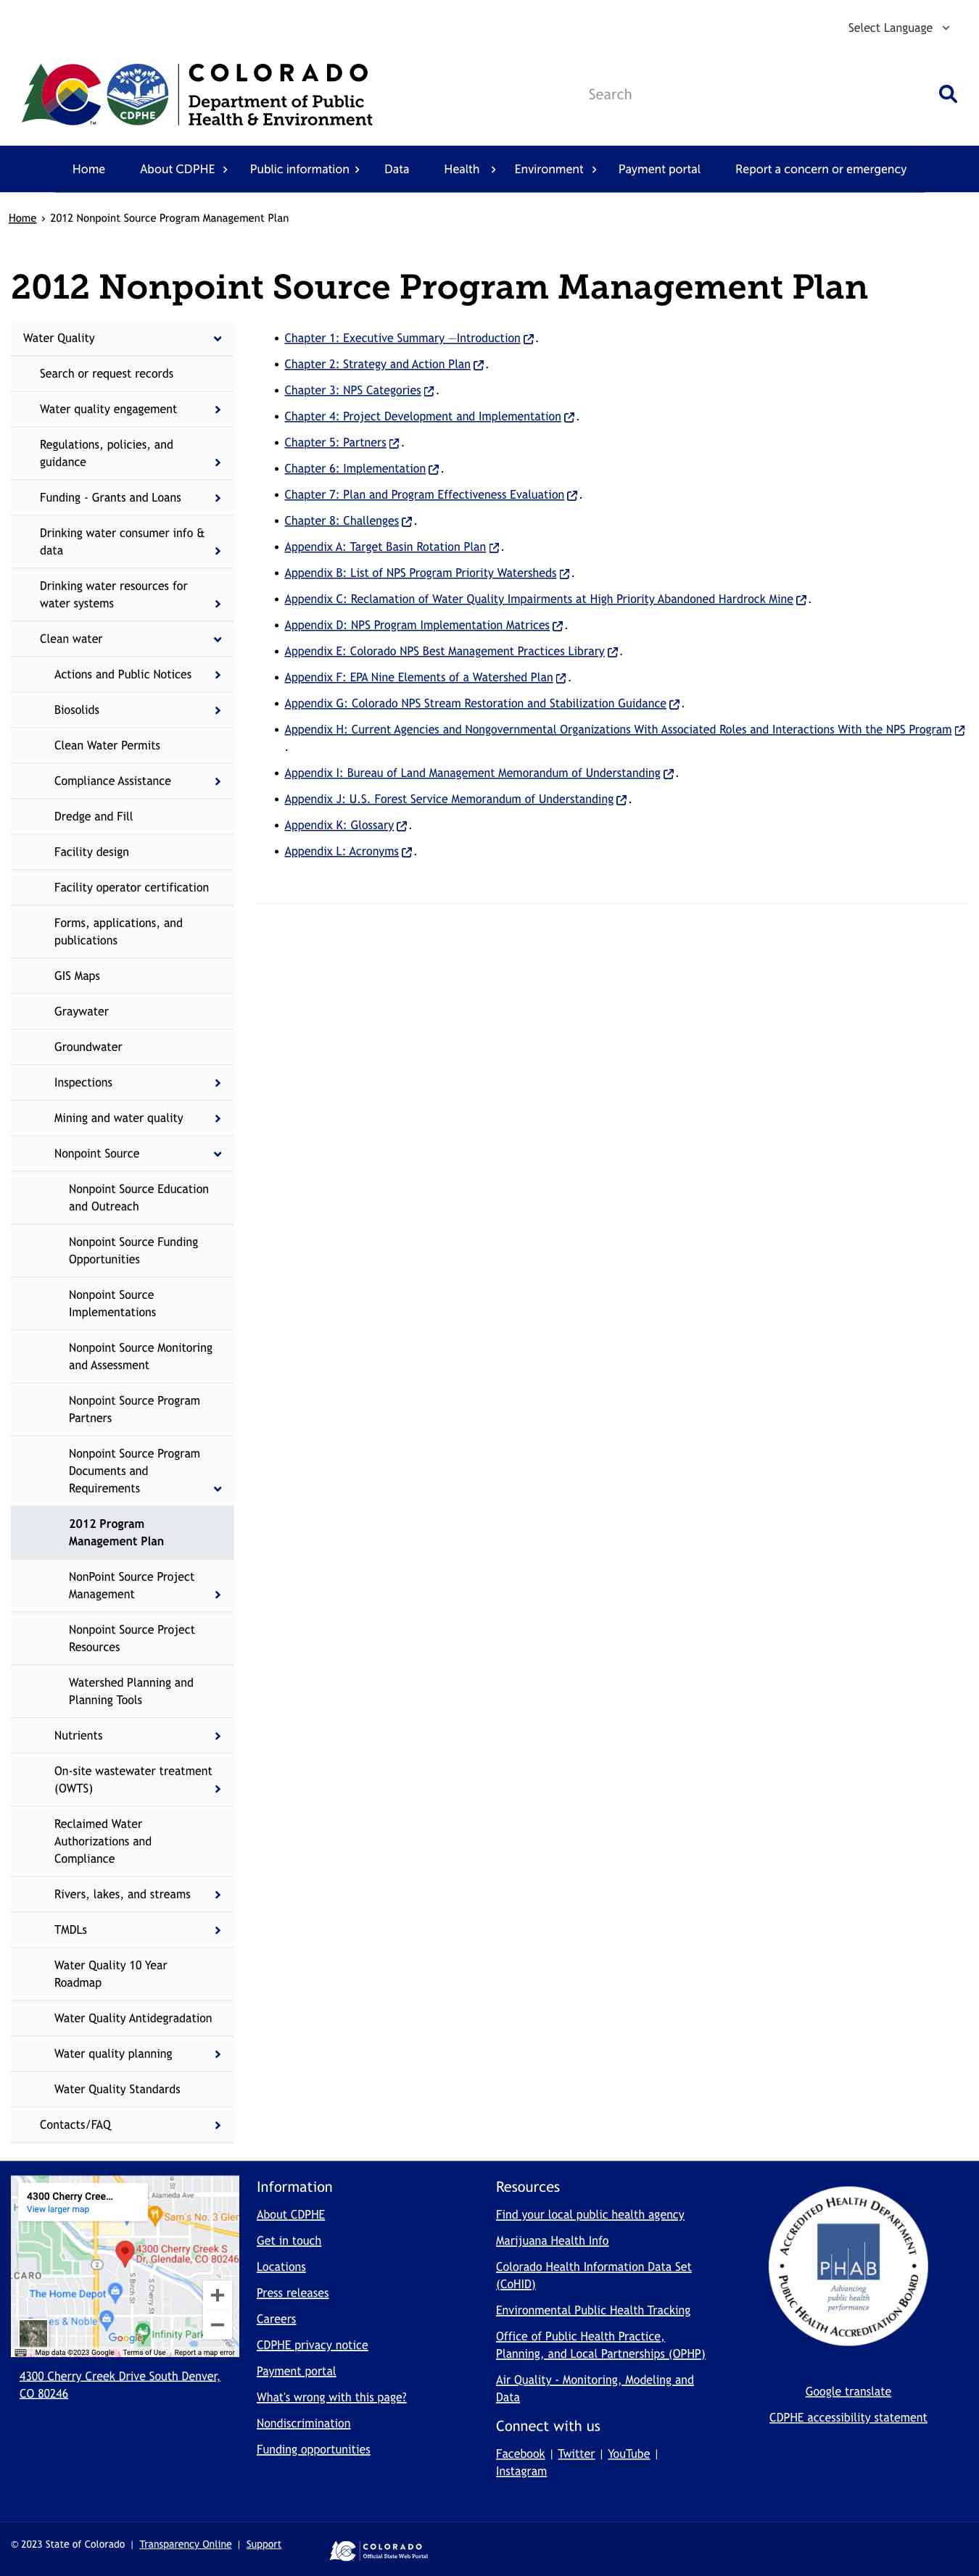 Select Language
COLORADO
Department of Public
Health & Environment
CDPHE
TM
Search
Home
About CDPHE
Public information
Data
Health
Environment
Payment portal
Report a concern or emergency
Home › 2012 Nonpoint Source Program Management Plan
2012 Nonpoint Source Program Management Plan
Water Quality
Search or request records
Water quality engagement
Regulations, policies, and
guidance
Funding - Grants and Loans
Drinking water consumer info &
data
Drinking water resources for
water systems
Clean water
Actions and Public Notices
Biosolids
Clean Water Permits
Compliance Assistance
Dredge and Fill
Facility design
Facility operator certification
Forms, applications, and
publications
GIS Maps
Graywater
Groundwater
Inspections
Mining and water quality
Nonpoint Source
Nonpoint Source Education
and Outreach
Nonpoint Source Funding
Opportunities
Nonpoint Source
Implementations
Nonpoint Source Monitoring
and Assessment
Nonpoint Source Program
Partners
Nonpoint Source Program
Documents and
Requirements
2012 Program
Management Plan
NonPoint Source Project
Management
Nonpoint Source Project
Resources
Watershed Planning and
Planning Tools
Nutrients
On-site wastewater treatment
(OWTS)
Reclaimed Water
Authorizations and
Compliance
Rivers, lakes, and streams
TMDLs
Water Quality 10 Year
Roadmap
Water Quality Antidegradation
Water quality planning
Water Quality Standards
Contacts/FAQ
• Chapter 1: Executive Summary —Introduction .
• Chapter 2: Strategy and Action Plan .
• Chapter 3: NPS Categories .
• Chapter 4: Project Development and Implementation .
• Chapter 5: Partners .
• Chapter 6: Implementation .
• Chapter 7: Plan and Program Effectiveness Evaluation .
• Chapter 8: Challenges .
• Appendix A: Target Basin Rotation Plan .
• Appendix B: List of NPS Program Priority Watersheds .
• Appendix C: Reclamation of Water Quality Impairments at High Priority Abandoned Hardrock Mine .
• Appendix D: NPS Program Implementation Matrices .
• Appendix E: Colorado NPS Best Management Practices Library .
• Appendix F: EPA Nine Elements of a Watershed Plan .
• Appendix G: Colorado NPS Stream Restoration and Stabilization Guidance .
• Appendix H: Current Agencies and Nongovernmental Organizations With Associated Roles and Interactions With the NPS Program
.
• Appendix I: Bureau of Land Management Memorandum of Understanding .
• Appendix J: U.S. Forest Service Memorandum of Understanding .
• Appendix K: Glossary .
• Appendix L: Acronyms .
4300 Cherry Cree...
View larger map
Alameda Ave
Sam's No. 3 Glen
4300 Cherry Creek S
Dr, Glendale, CO 80246
2
CARO
The Home Depot
S Birch St
S Cherry St
es & Noble
Google
Infinity Park
Map data ©2023 Google
Terms of Use
Report a map error
4300 Cherry Creek Drive South Denver,
CO 80246
Information
About CDPHE
Get in touch
Locations
Press releases
Careers
CDPHE privacy notice
Payment portal
What's wrong with this page?
Nondiscrimination
Funding opportunities
Resources
Find your local public health agency
Marijuana Health Info
Colorado Health Information Data Set
(CoHID)
Environmental Public Health Tracking
Office of Public Health Practice,
Planning, and Local Partnerships (OPHP)
Air Quality - Monitoring, Modeling and
Data
Connect with us
Facebook | Twitter | YouTube |
Instagram
ACCREDITED HEALTH DEPARTMENT
PHAB
Advancing
public health
performance
PUBLIC HEALTH ACCREDITATION BOARD
Google translate
CDPHE accessibility statement
© 2023 State of Colorado | Transparency Online | Support
COLORADO
Official State Web Portal